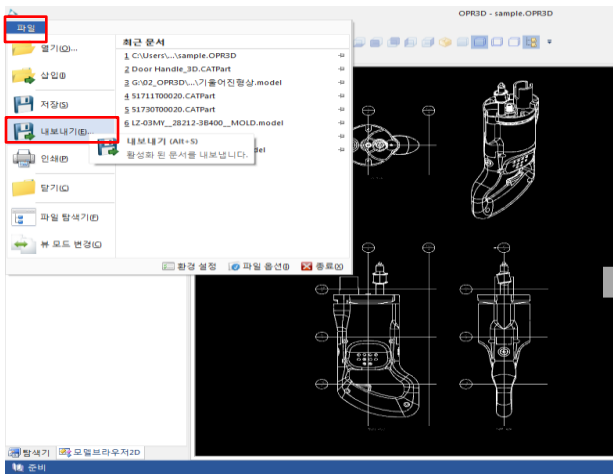 OPR3D - sample.OPR3D
파일
열기(O)...
삽입(I)
저장(S)
내보내기(E)...
인쇄(P)
닫기(C)
파일 탐색기(F)
뷰 모드 변경(C)
최근 문서
1 C:\Users\...\sample.OPR3D
2 Door Handle_3D.CATPart
3 G:\02_OPR3D\...\기울어진형상.model
4 51711T00020.CATPart
5 51730T00020.CATPart
6 LZ-03MY__28212-3B400__MOLD.model
del
내보내기 (Alt+S)
활성화 된 문서를 내보냅니다.
환경 설정
파일 옵션(I)
종료(X)
탐색기
모델브라우저2D
준비